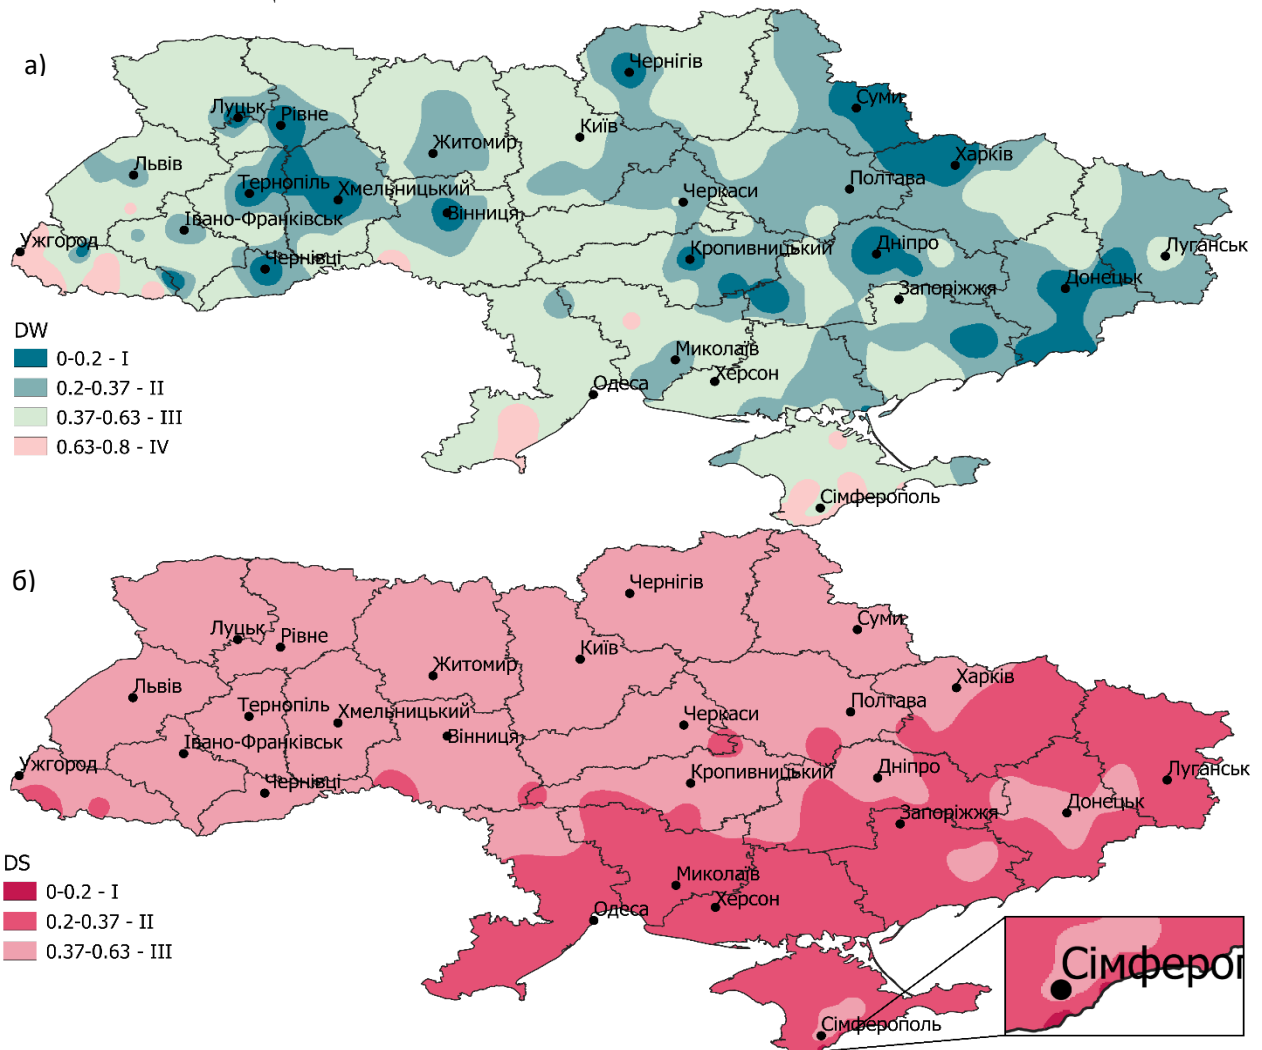 а)
Чернігів
Суми
Луцьк
Рівне
Київ
Житомир
Харків
Львів
Тернопіль
Хмельницький
Полтава
Черкаси
Вінниця
Івано-Франківськ
Ужгород
Кропивницький
Дніпро
Луганськ
Чернівці
Донецьк
Запоріжжя
DW
0-0.2 - I
0.2-0.37 - II
0.37-0.63 - III
0.63-0.8 - IV
Миколаїв
Херсон
Одеса
Сімферополь
б)
Чернігів
Суми
Луцьк
Рівне
Київ
Житомир
Харків
Львів
Тернопіль
Хмельницький
Полтава
Черкаси
Вінниця
Івано-Франківськ
Ужгород
Кропивницький
Дніпро
Луганськ
Чернівці
Донецьк
Запоріжжя
DS
0-0.2 - I
0.2-0.37 - II
0.37-0.63 - III
Миколаїв
Херсон
Одеса
Сімферополь
Сімферог